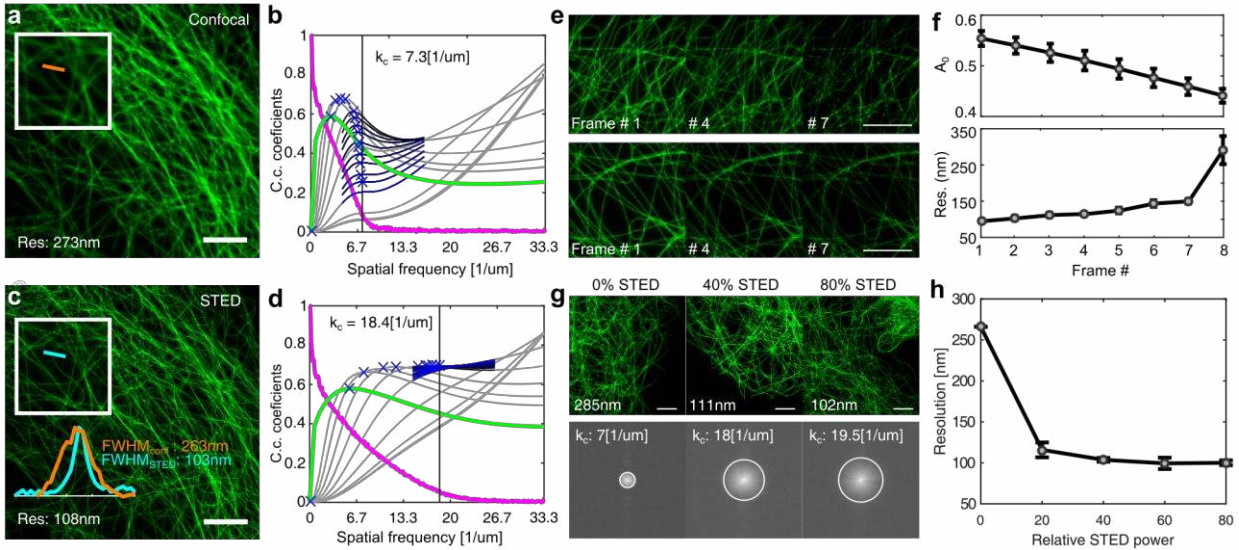 a
Confocal
Res: 273nm
b
k_c = 7.3[1/um]
C.c. coeficients
1
0.8
0.6
0.4
0.2
0
0 6.7 13.3 20 26.7 33.3
Spatial frequency [1/um]
c
STED
FWHM_conf.: 263nm
FWHM_STED: 103nm
Res: 108nm
d
k_c = 18.4[1/um]
C.c. coefficients
1
0.8
0.6
0.4
0.2
0
0 6.7 13.3 20 26.7 33.3
Spatial frequency [1/um]
e
Frame # 1 # 4 # 7
Frame # 1 # 4 # 7
f
A_0
0.6
0.5
0.4
Res. (nm)
350
250
150
50
1 2 3 4 5 6 7 8
Frame #
g
0% STED 40% STED 80% STED
285nm 111nm 102nm
k_c: 7[1/um] k_c: 18[1/um] k_c: 19.5[1/um]
h
Resolution [nm]
300
250
200
150
100
50
0 20 40 60 80
Relative STED power